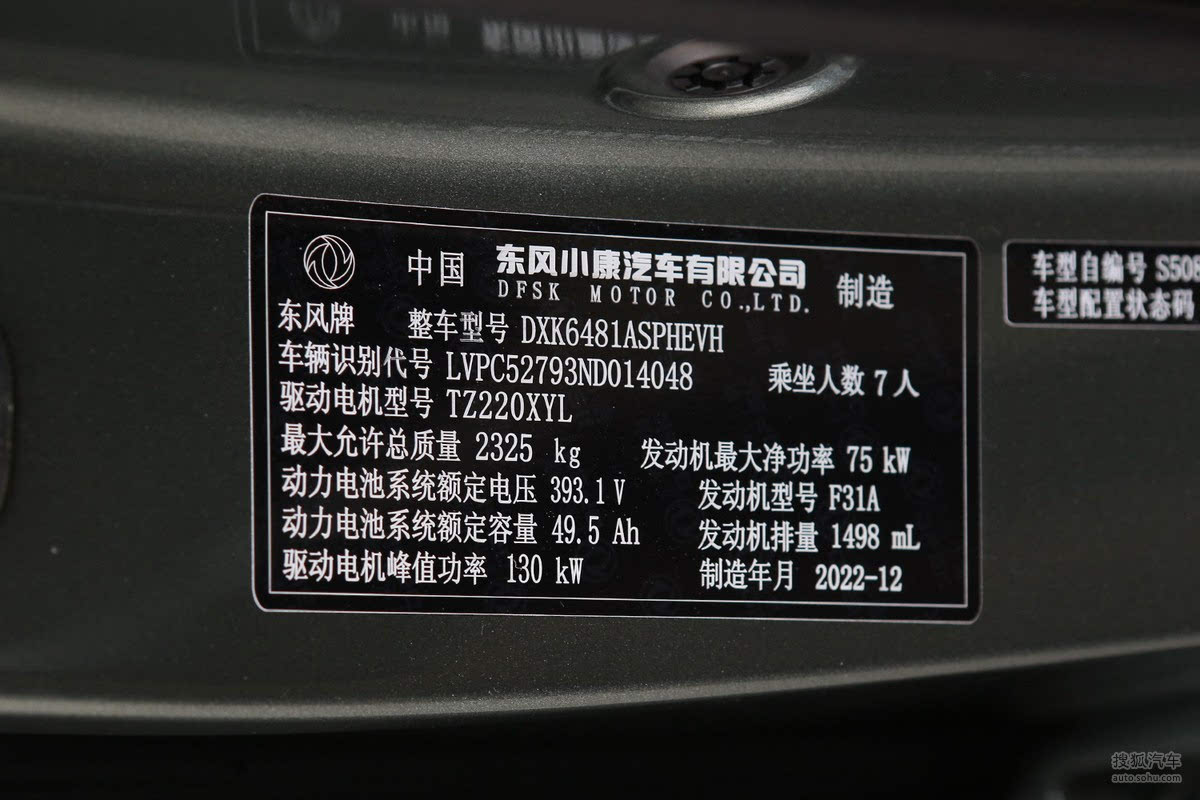 中国 东风小康汽车有限公司 制造
DFSK MOTOR CO.,LTD.
东风牌 整车型号 DXK6481ASPHEVH
车辆识别代号 LVPC52793ND014048 乘坐人数 7人
驱动电机型号 TZ220XYL
最大允许总质量 2325 kg 发动机最大净功率 75 kW
动力电池系统额定电压 393.1 V 发动机型号 F31A
动力电池系统额定容量 49.5 Ah 发动机排量 1498 mL
驱动电机峰值功率 130 kW 制造年月 2022-12
车型自编号 S508
车型配置状态码
搜狐汽车
auto.sohu.com